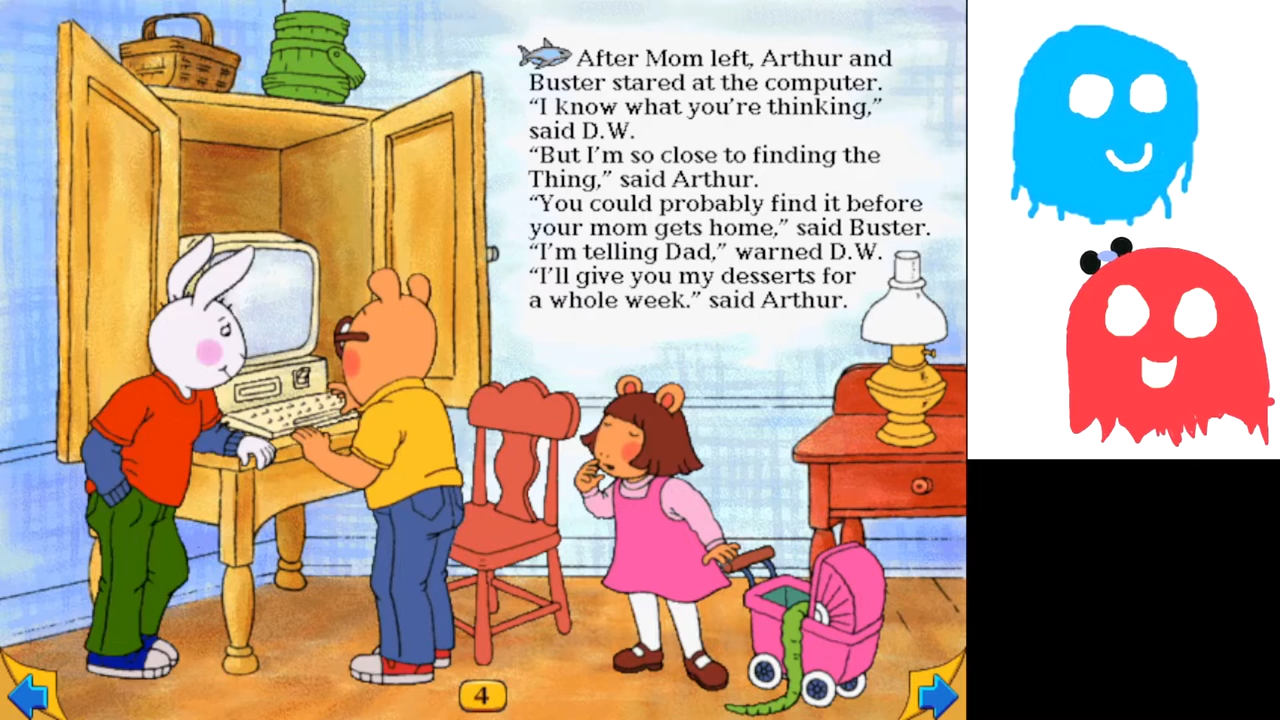 After Mom left, Arthur and
Buster stared at the computer.
“I know what you’re thinking,”
said D.W.
“But I’m so close to finding the
Thing,” said Arthur.
“You could probably find it before
your mom gets home,” said Buster.
“I’m telling Dad,” warned D.W.
“I’ll give you my desserts for
a whole week.” said Arthur.
4